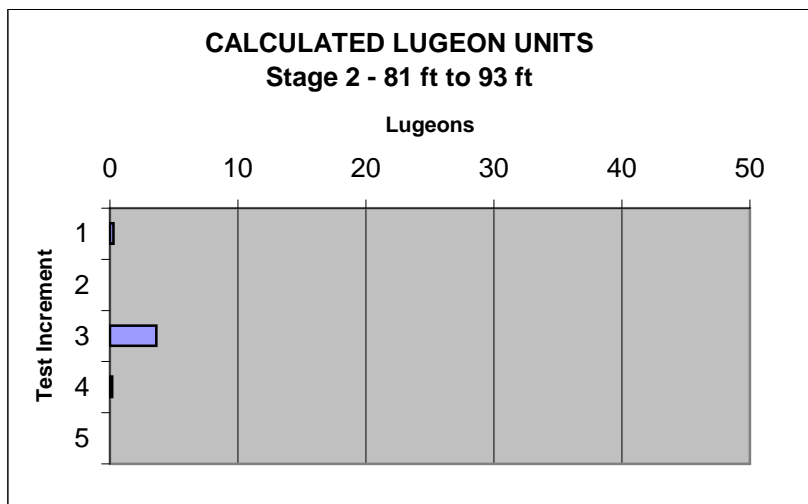 CALCULATED LUGEON UNITS
Stage 2 - 81 ft to 93 ft
Lugeons
0 10 20 30 40 50
Test Increment
1
2
3
4
5